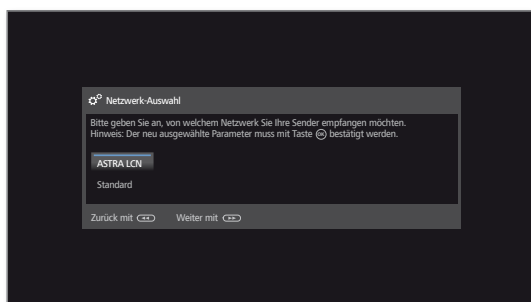 Netzwerk-Auswahl
Bitte geben Sie an, von welchem Netzwerk Sie Ihre Sender empfangen möchten.
Hinweis: Der neu ausgewählte Parameter muss mit Taste OK bestätigt werden.
ASTRA LCN
Standard
Zurück mit Weiter mit